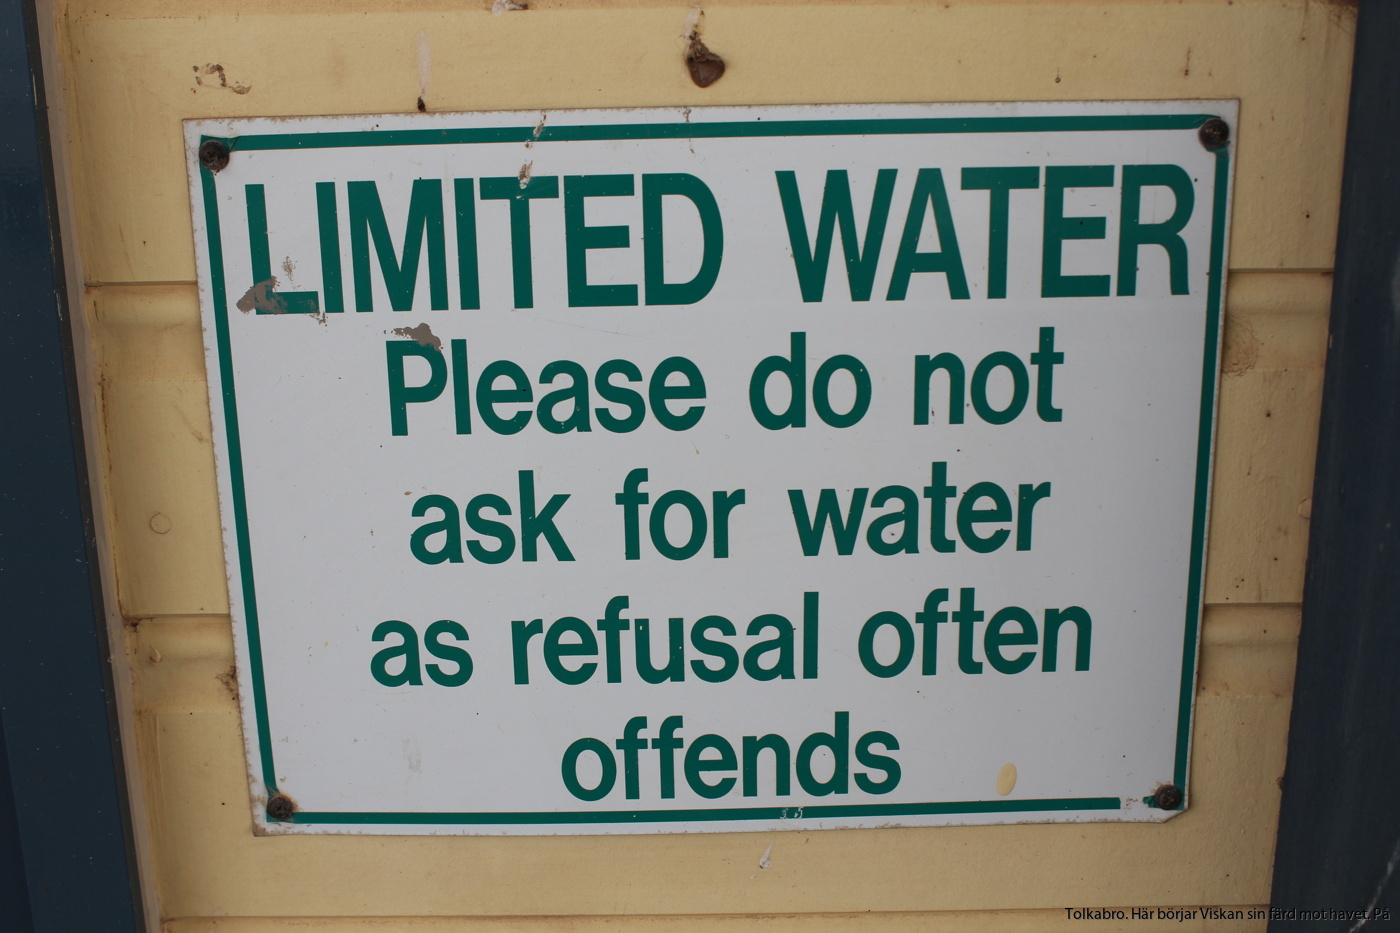 LIMITED WATER
Please do not
ask for water
as refusal often
offends
Tolkabro. Här börjar Viskan sin färd mot havet. På